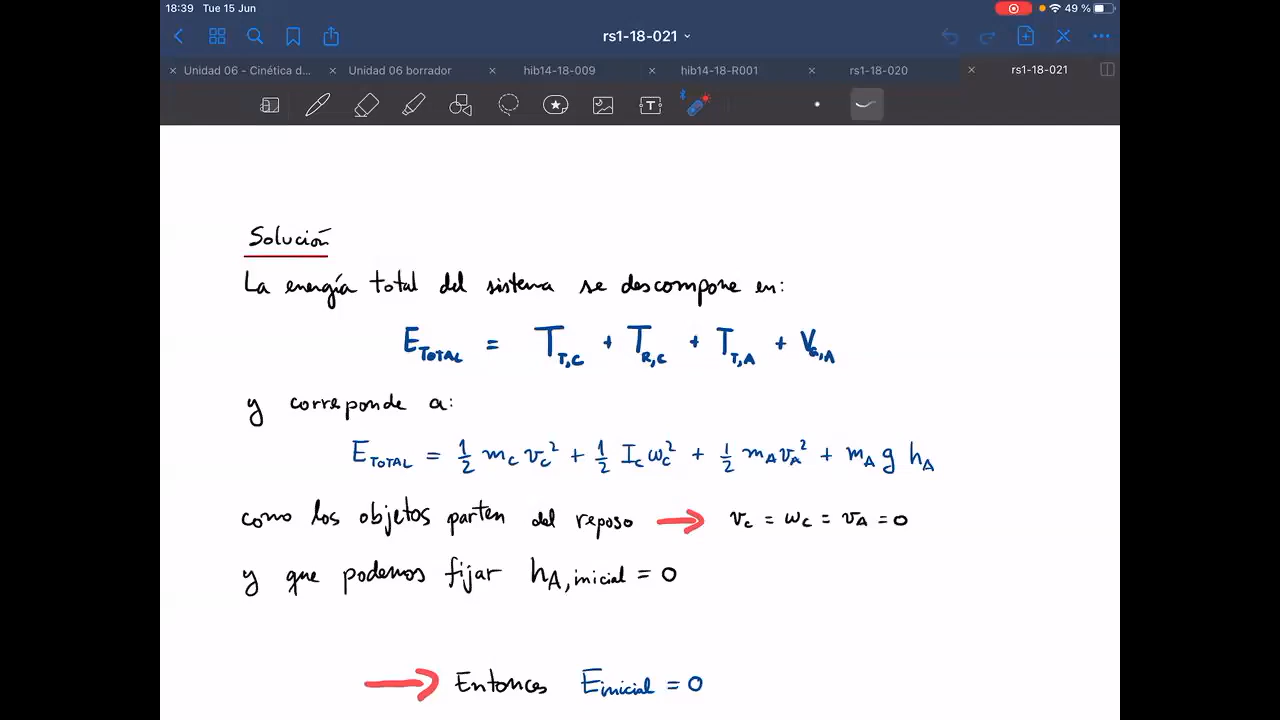 18:39 Tue 15 Jun 49 %
rs1-18-021
Unidad 06 - Cinética d... Unidad 06 borrador hib14-18-009 hib14-18-R001 rs1-18-020 rs1-18-021
Solución
La energía total del sistema se descompone en:
E_TOTAL = T_T,C + T_R,C + T_T,A + V_G,A
y corresponde a:
E_TOTAL = 1/2 m_C v_C² + 1/2 I_C ω_C² + 1/2 m_A v_A² + m_A g h_A
como los objetos parten del reposo → v_C = ω_C = v_A = 0
y que podemos fijar h_A,inicial = 0
→ Entonces E_inicial = 0